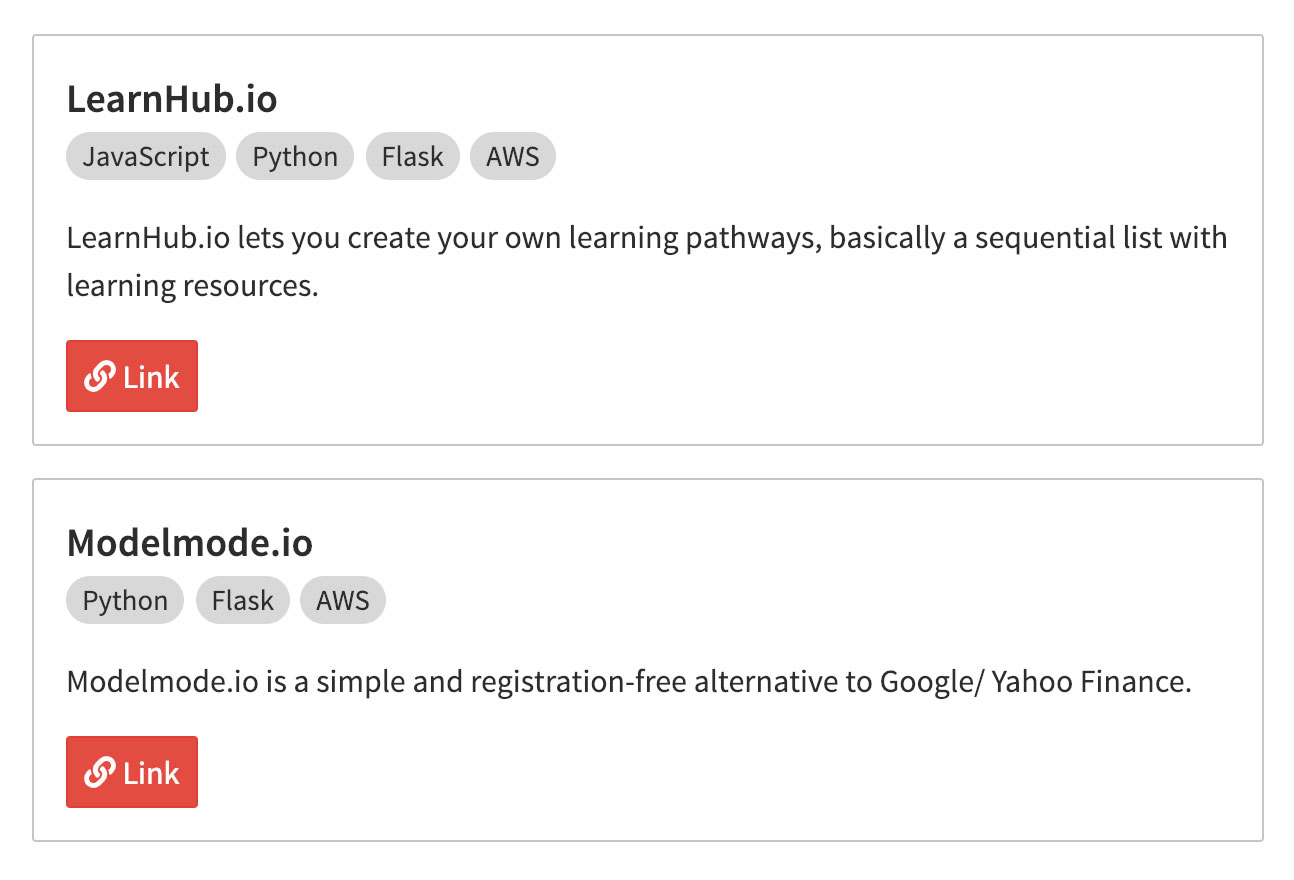 LearnHub.io
JavaScript Python Flask AWS
LearnHub.io lets you create your own learning pathways, basically a sequential list with
learning resources.
Link
Modelmode.io
Python Flask AWS
Modelmode.io is a simple and registration-free alternative to Google/ Yahoo Finance.
Link